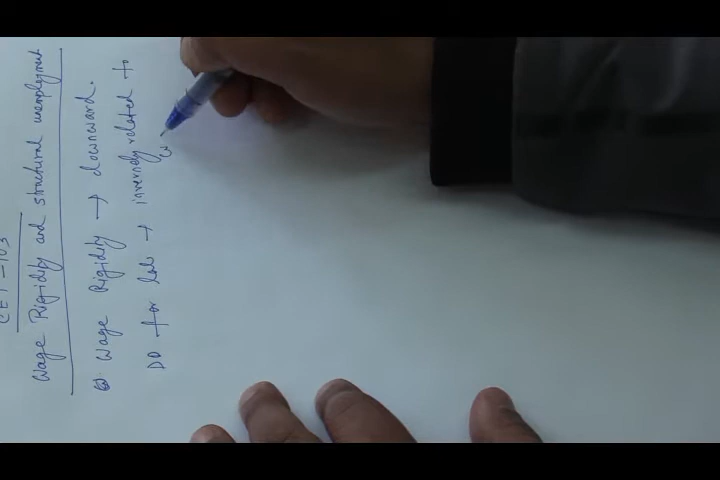 Wage Rigidity and structural unemployment
Wage Rigidity → downward.
DD for lab → inversely related to